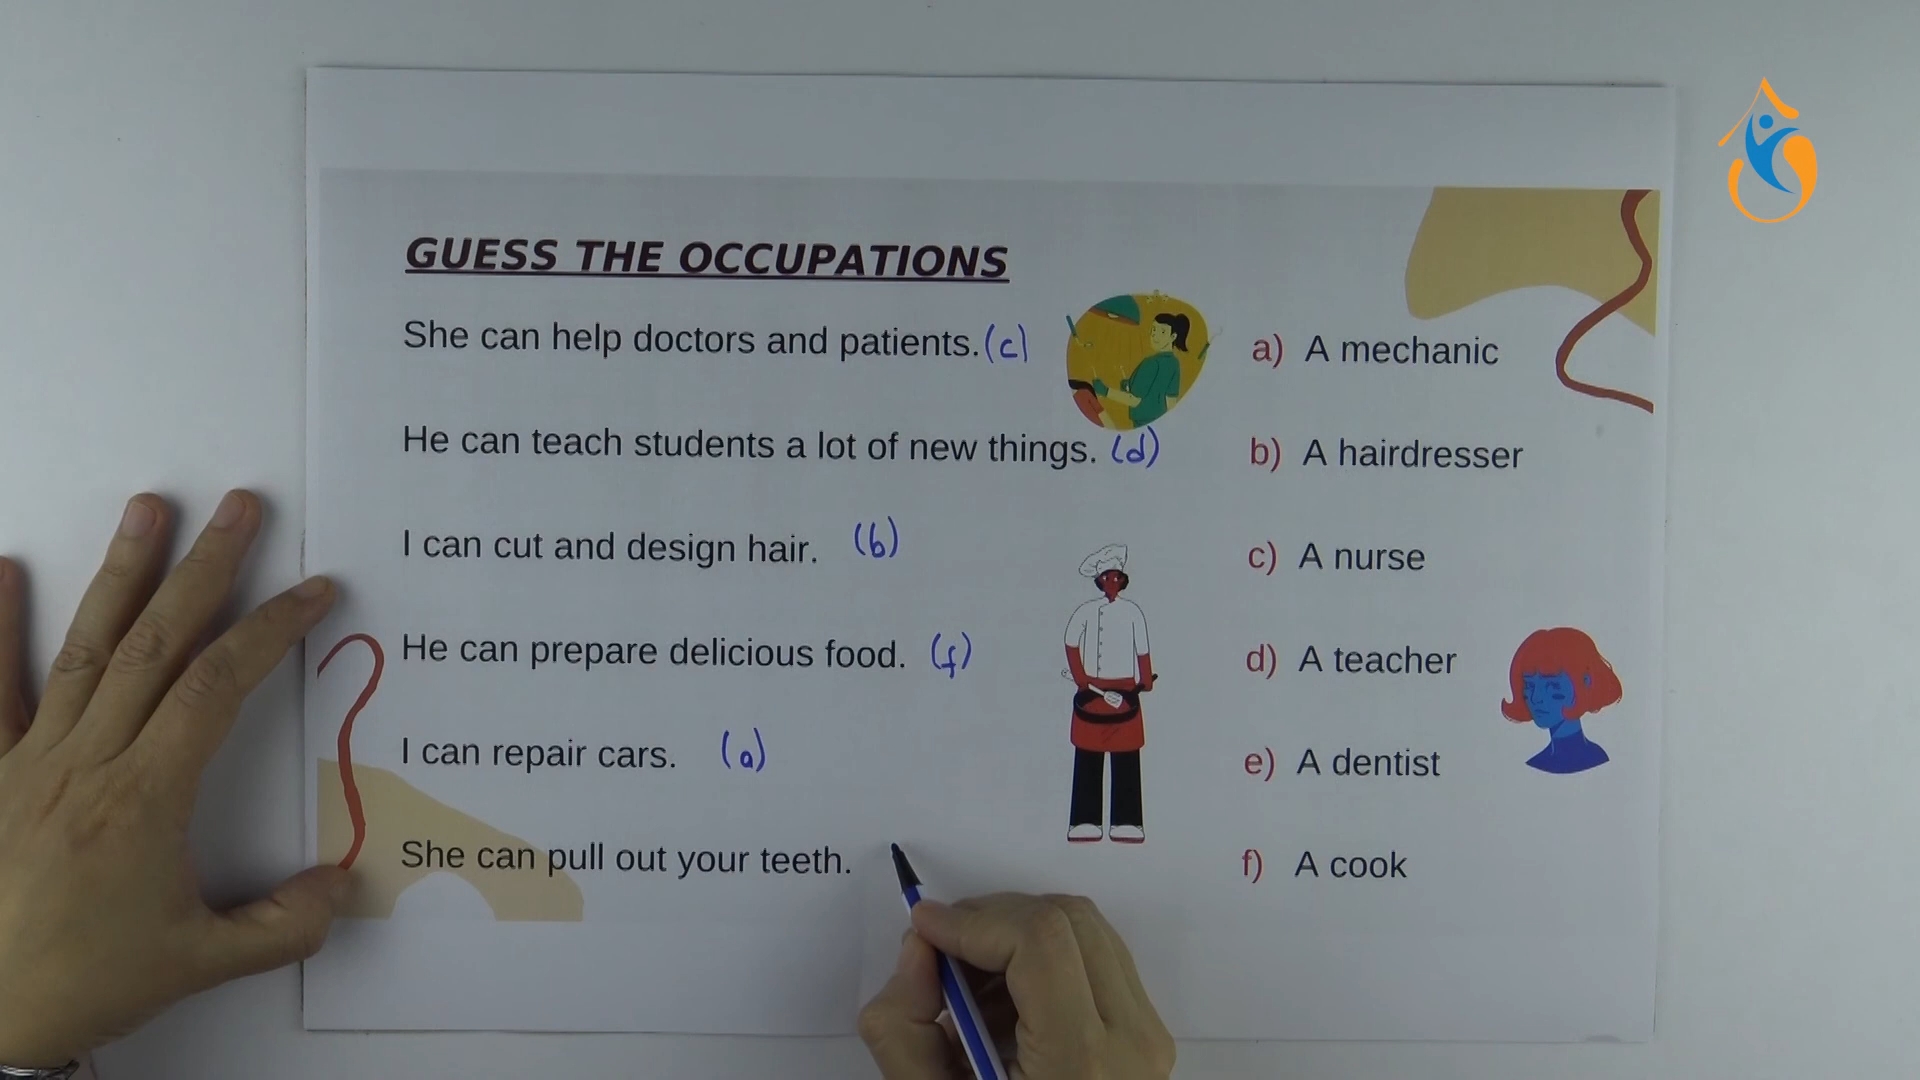 GUESS THE OCCUPATIONS
She can help doctors and patients. (c)
He can teach students a lot of new things. (d)
I can cut and design hair. (b)
He can prepare delicious food. (f)
I can repair cars. (a)
She can pull out your teeth.
a) A mechanic
b) A hairdresser
c) A nurse
d) A teacher
e) A dentist
f) A cook